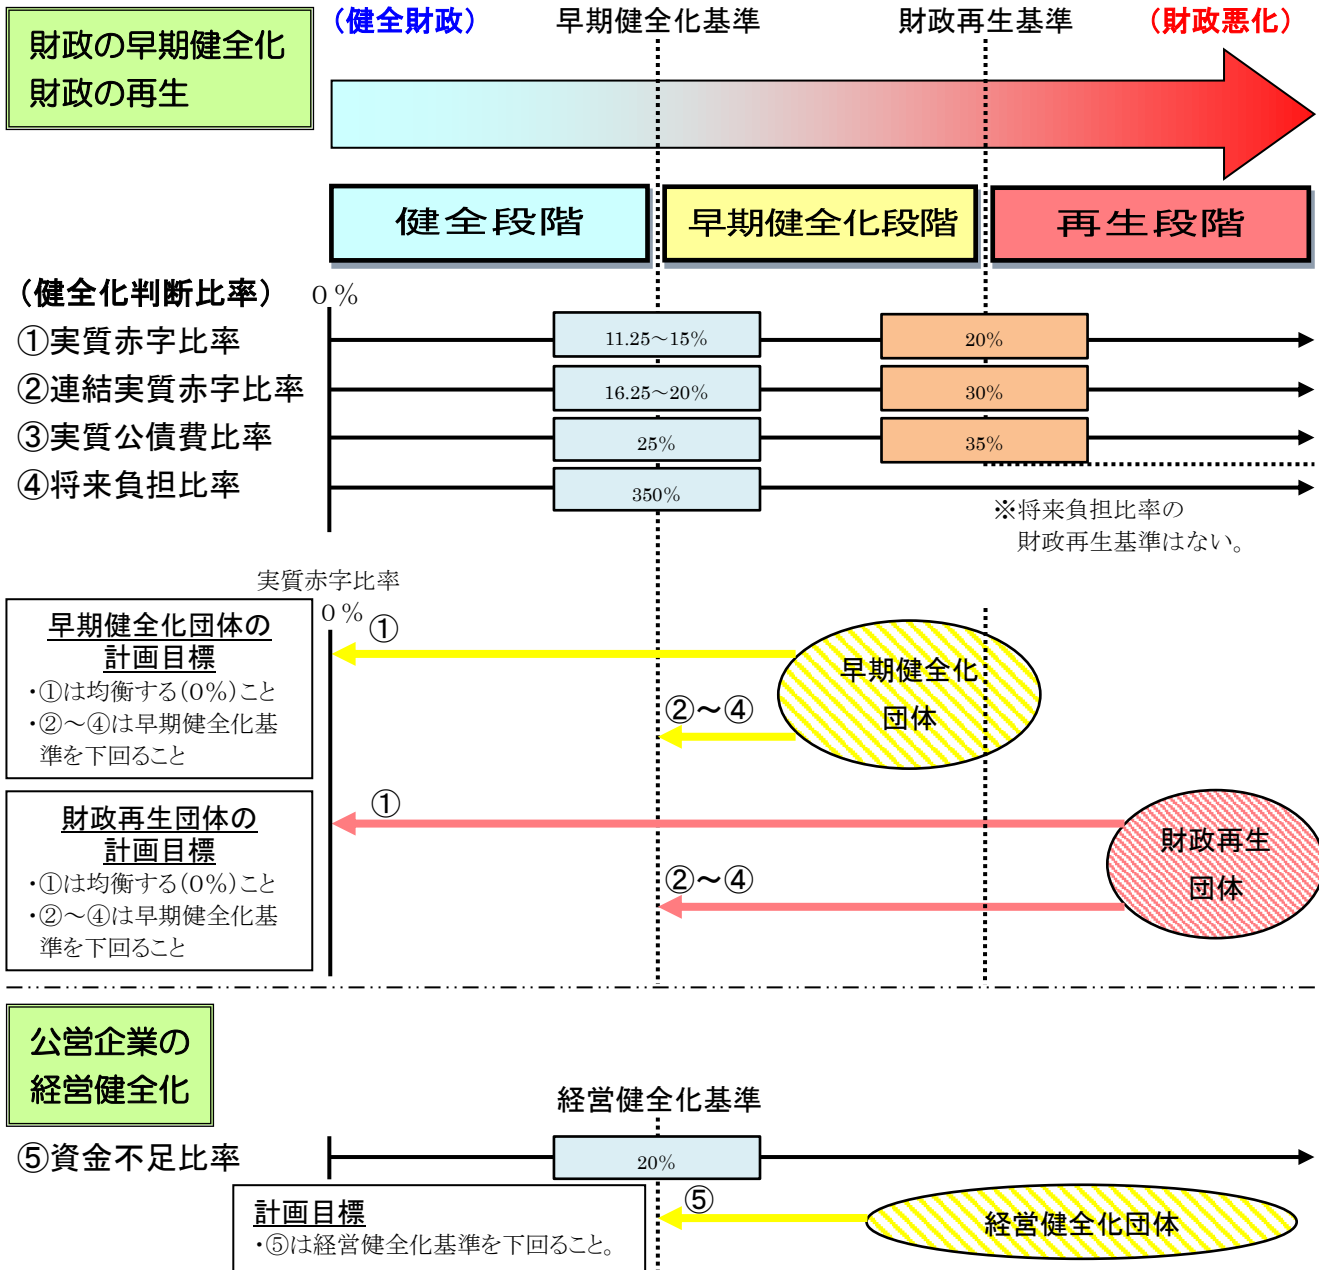 財政の早期健全化
財政の再生
(健全財政)
早期健全化基準
財政再生基準
(財政悪化)
健全段階
早期健全化段階
再生段階
(健全化判断比率)
0%
①実質赤字比率
11.25～15%
20%
②連結実質赤字比率
16.25～20%
30%
③実質公債費比率
25%
35%
④将来負担比率
350%
※将来負担比率の
財政再生基準はない。
実質赤字比率
0%
早期健全化団体の
計画目標
・①は均衡する(0%)こと
・②～④は早期健全化基
準を下回ること
①
②～④
早期健全化
団体
財政再生団体の
計画目標
・①は均衡する(0%)こと
・②～④は早期健全化基
準を下回ること
①
②～④
財政再生
団体
公営企業の
経営健全化
経営健全化基準
⑤資金不足比率
20%
計画目標
・⑤は経営健全化基準を下回ること。
⑤
経営健全化団体